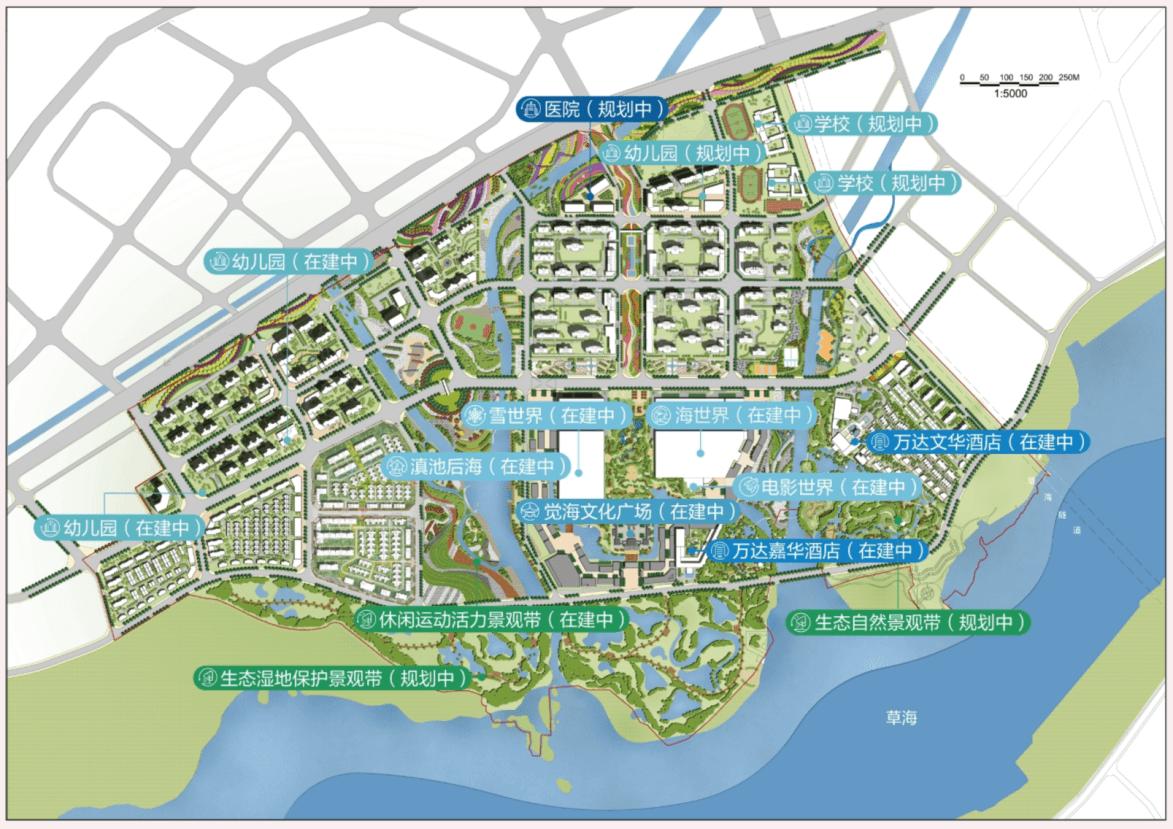 0 50 100 150 200 250M
1:5000
医院（规划中）
学校（规划中）
幼儿园（规划中）
学校（规划中）
幼儿园（在建中）
雪世界（在建中）
海世界（在建中）
万达文华酒店（在建中）
滇池后海（在建中）
电影世界（在建中）
觉海文化广场（在建中）
幼儿园（在建中）
万达嘉华酒店（在建中）
休闲运动活力景观带（在建中）
生态自然景观带（规划中）
生态湿地保护景观带（规划中）
草海
海
隧
道